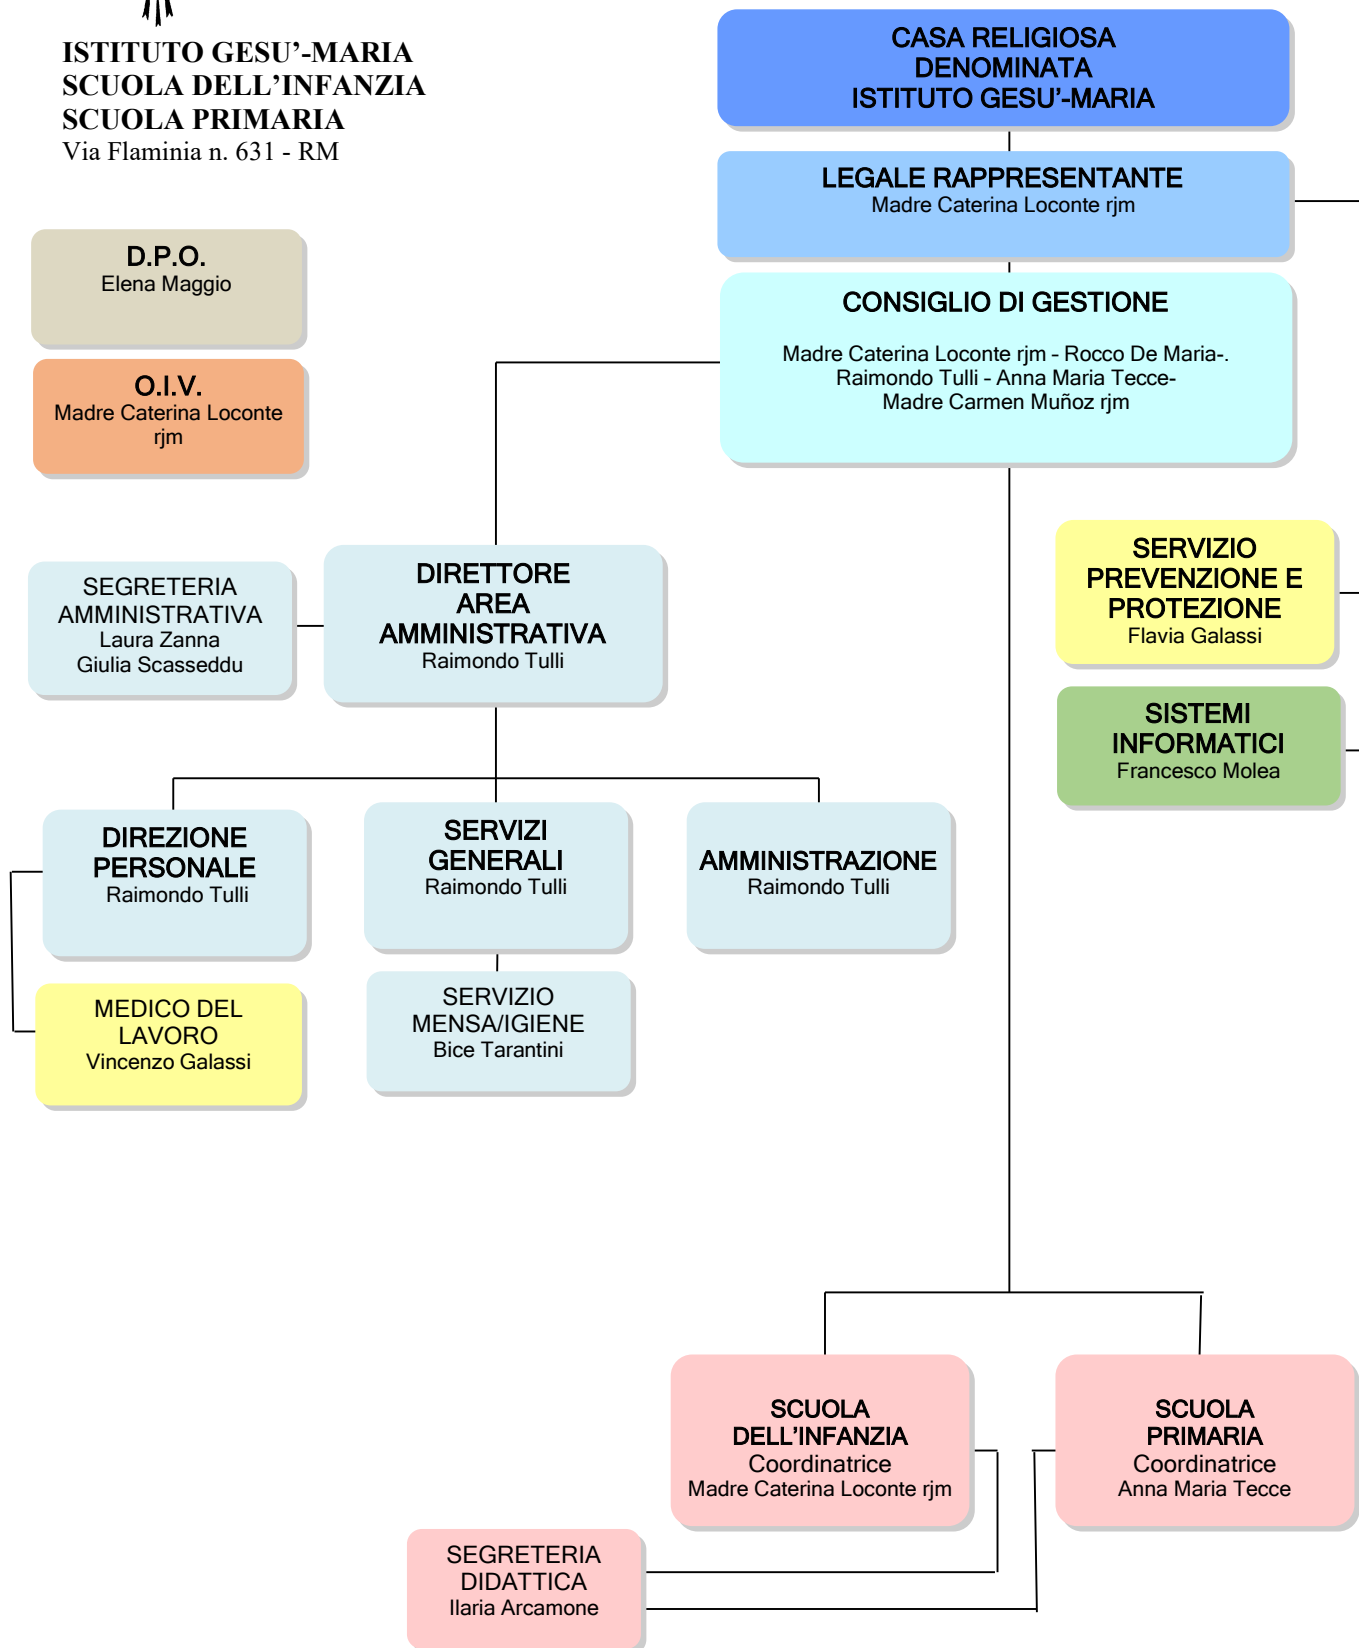 ISTITUTO GESU’-MARIA
SCUOLA DELL’INFANZIA
SCUOLA PRIMARIA
Via Flaminia n. 631 - RM
CASA RELIGIOSA
DENOMINATA
ISTITUTO GESU’-MARIA
LEGALE RAPPRESENTANTE
Madre Caterina Loconte rjm
D.P.O.
Elena Maggio
O.I.V.
Madre Caterina Loconte
rjm
CONSIGLIO DI GESTIONE
Madre Caterina Loconte rjm - Rocco De Maria-.
Raimondo Tulli - Anna Maria Tecce-
Madre Carmen Muñoz rjm
SEGRETERIA
AMMINISTRATIVA
Laura Zanna
Giulia Scasseddu
DIRETTORE
AREA
AMMINISTRATIVA
Raimondo Tulli
SERVIZIO
PREVENZIONE E
PROTEZIONE
Flavia Galassi
SISTEMI
INFORMATICI
Francesco Molea
DIREZIONE
PERSONALE
Raimondo Tulli
SERVIZI
GENERALI
Raimondo Tulli
AMMINISTRAZIONE
Raimondo Tulli
MEDICO DEL
LAVORO
Vincenzo Galassi
SERVIZIO
MENSA/IGIENE
Bice Tarantini
SCUOLA
DELL’INFANZIA
Coordinatrice
Madre Caterina Loconte rjm
SCUOLA
PRIMARIA
Coordinatrice
Anna Maria Tecce
SEGRETERIA
DIDATTICA
Ilaria Arcamone